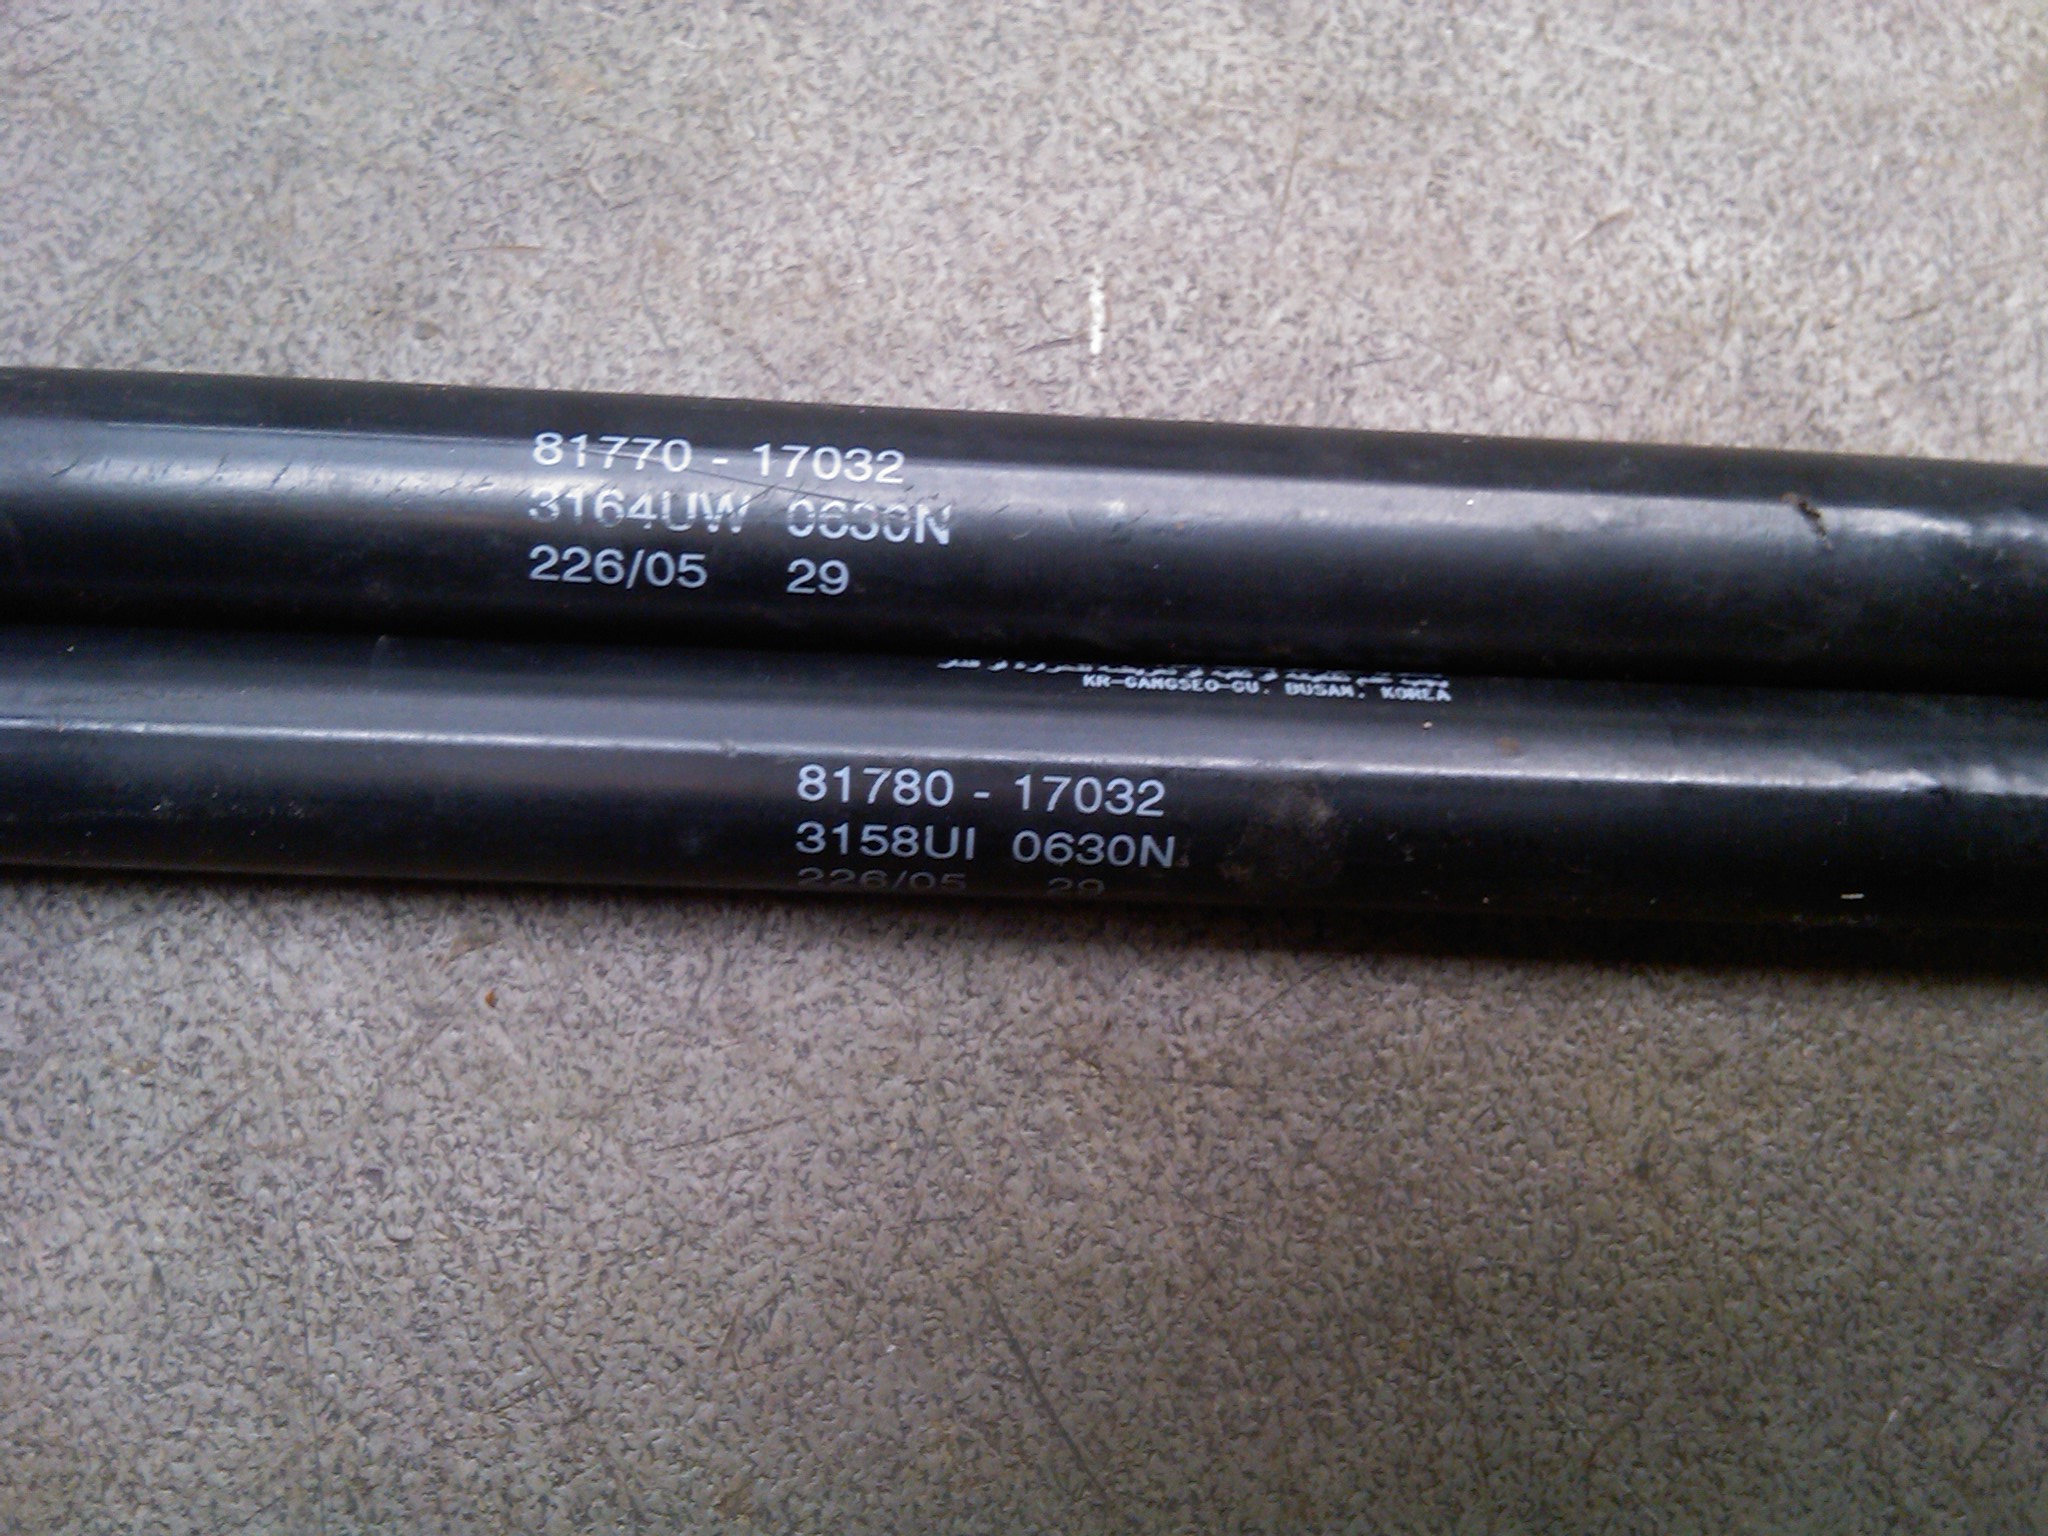 81770 - 17032
3164UW 0630N
226/05 29
KR-GANGSEO-GU. BUSAN. KOREA
81780 - 17032
3158UI 0630N
226/05 29